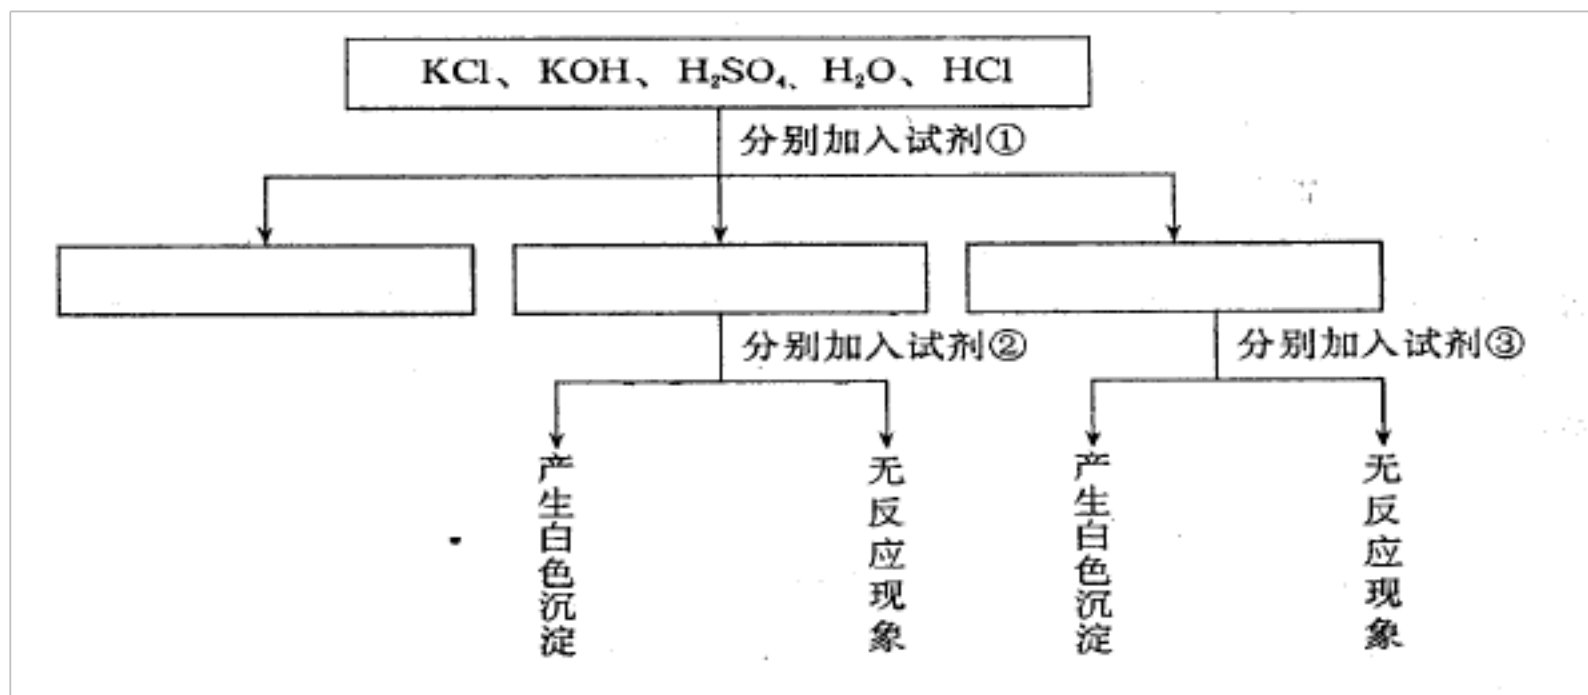 KCl、KOH、H₂SO₄、H₂O、HCl
分别加入试剂①
分别加入试剂②
分别加入试剂③
产生白色沉淀
无反应现象
产生白色沉淀
无反应现象